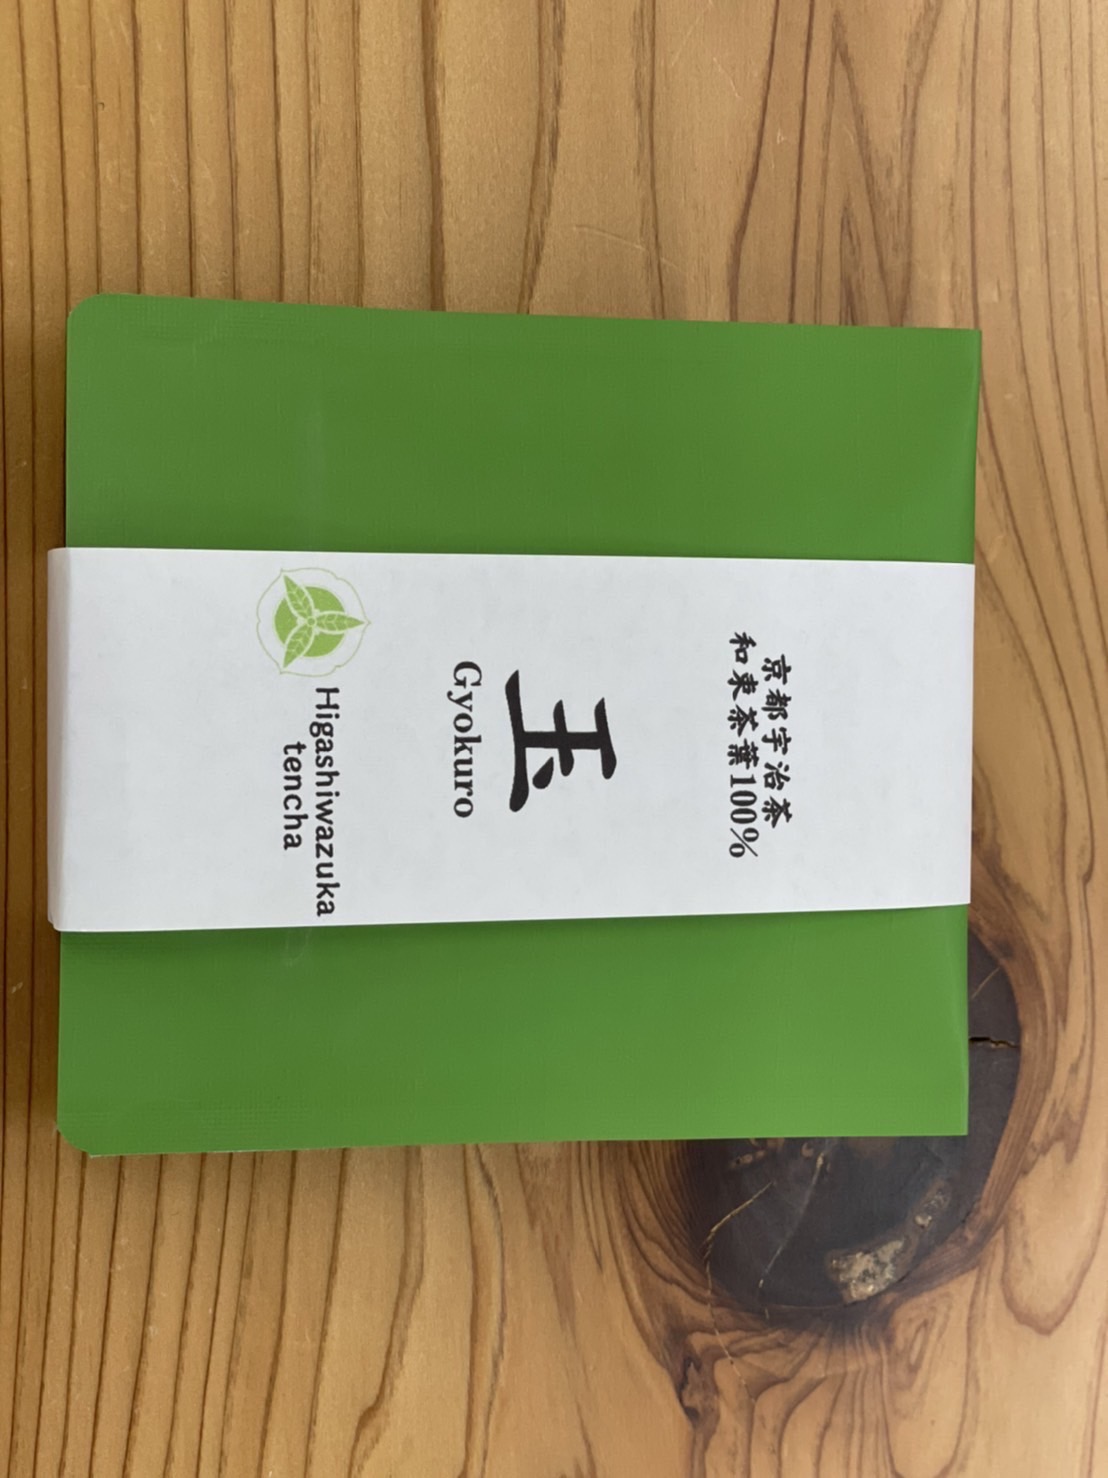 京都宇治茶
和束茶葉100%
玉
Gyokuro
Higashiwazuka
tencha